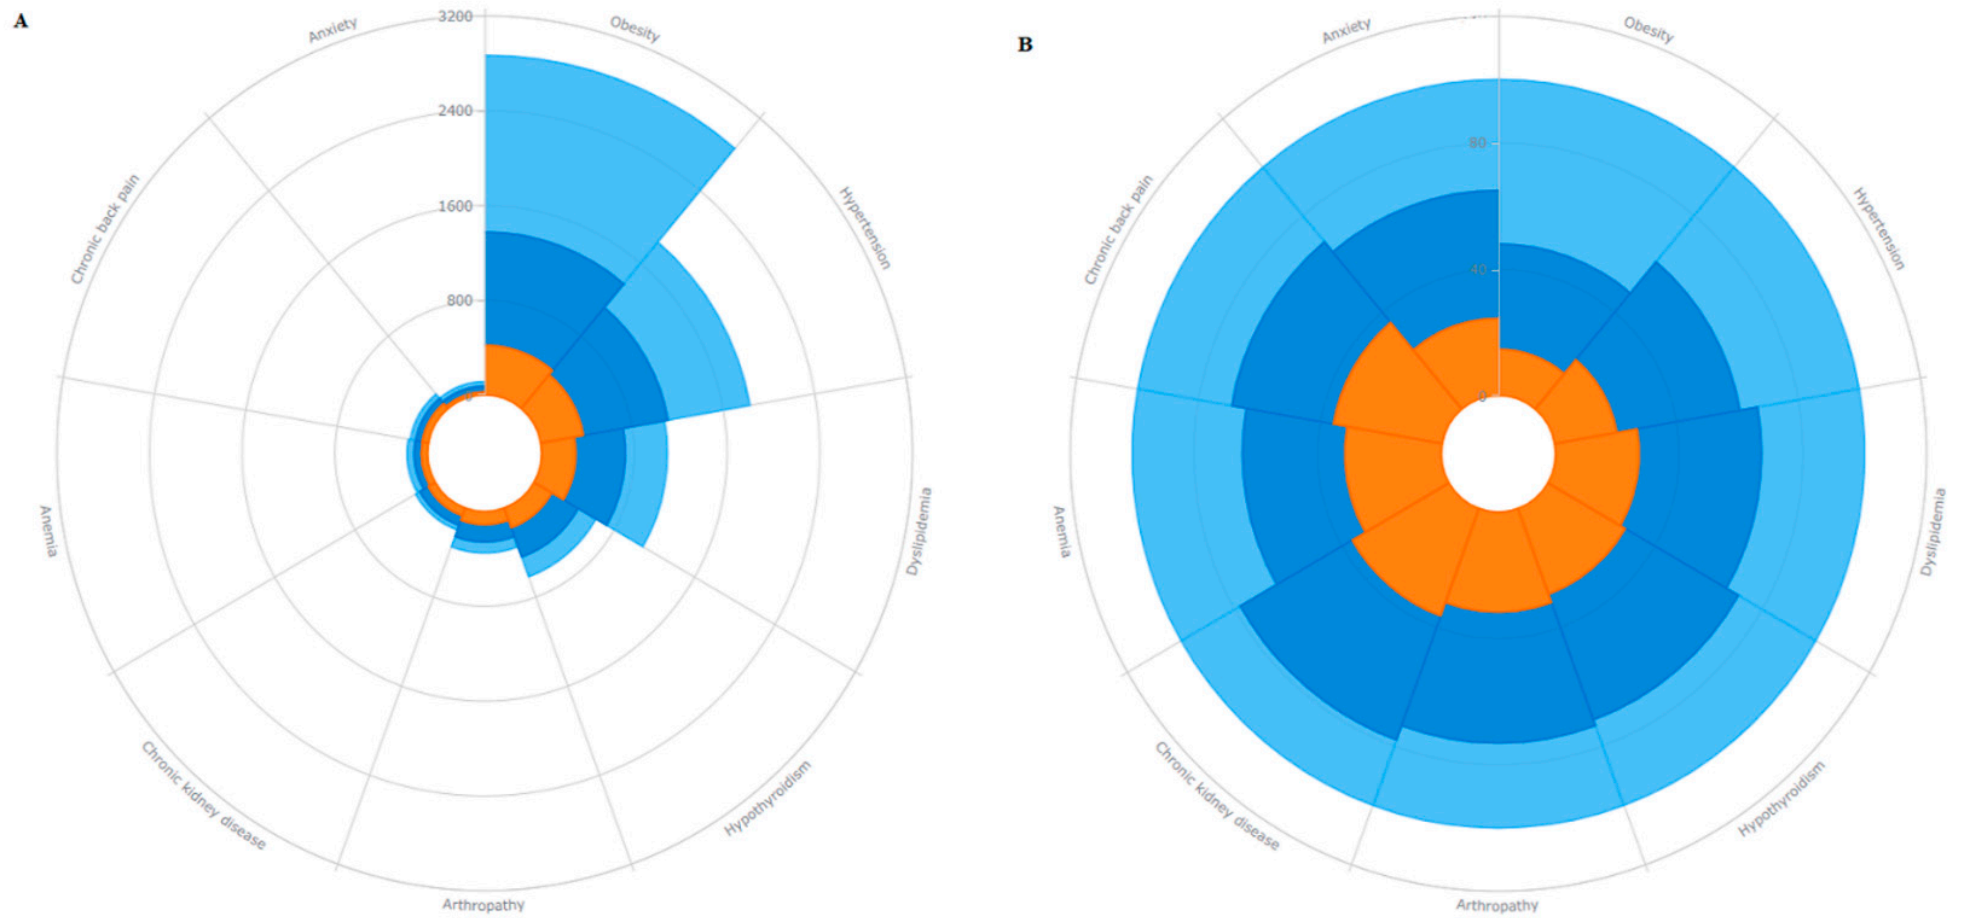 A
3200
2400
1600
800
0
Obesity
Hypertension
Dyslipidemia
Hypothyroidism
Arthropathy
Chronic kidney disease
Anemia
Chronic back pain
Anxiety
B
80
40
0
Obesity
Hypertension
Dyslipidemia
Hypothyroidism
Arthropathy
Chronic kidney disease
Anemia
Chronic back pain
Anxiety